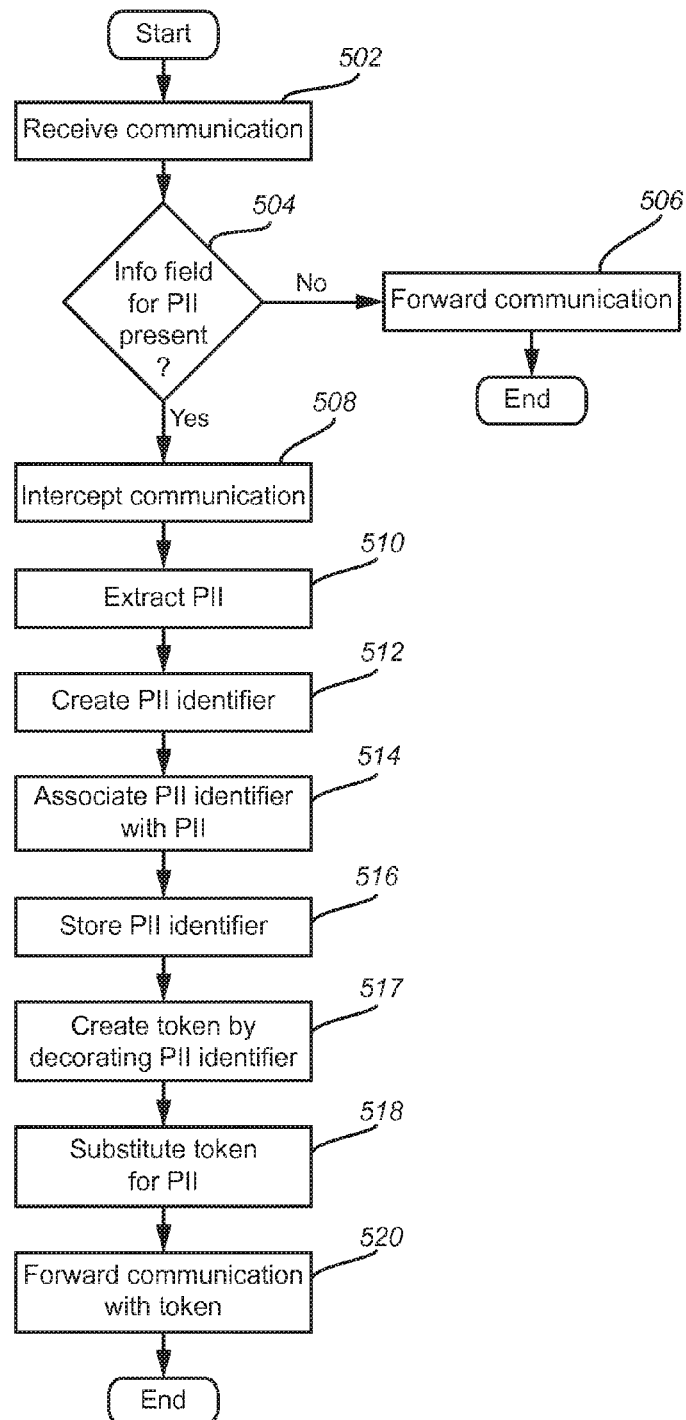 Start
502
Receive communication
504
Info field
for PII
present
?
No
506
Forward communication
End
Yes
508
Intercept communication
510
Extract PII
512
Create PII identifier
514
Associate PII identifier
with PII
516
Store PII identifier
517
Create token by
decorating PII identifier
518
Substitute token
for PII
520
Forward communication
with token
End